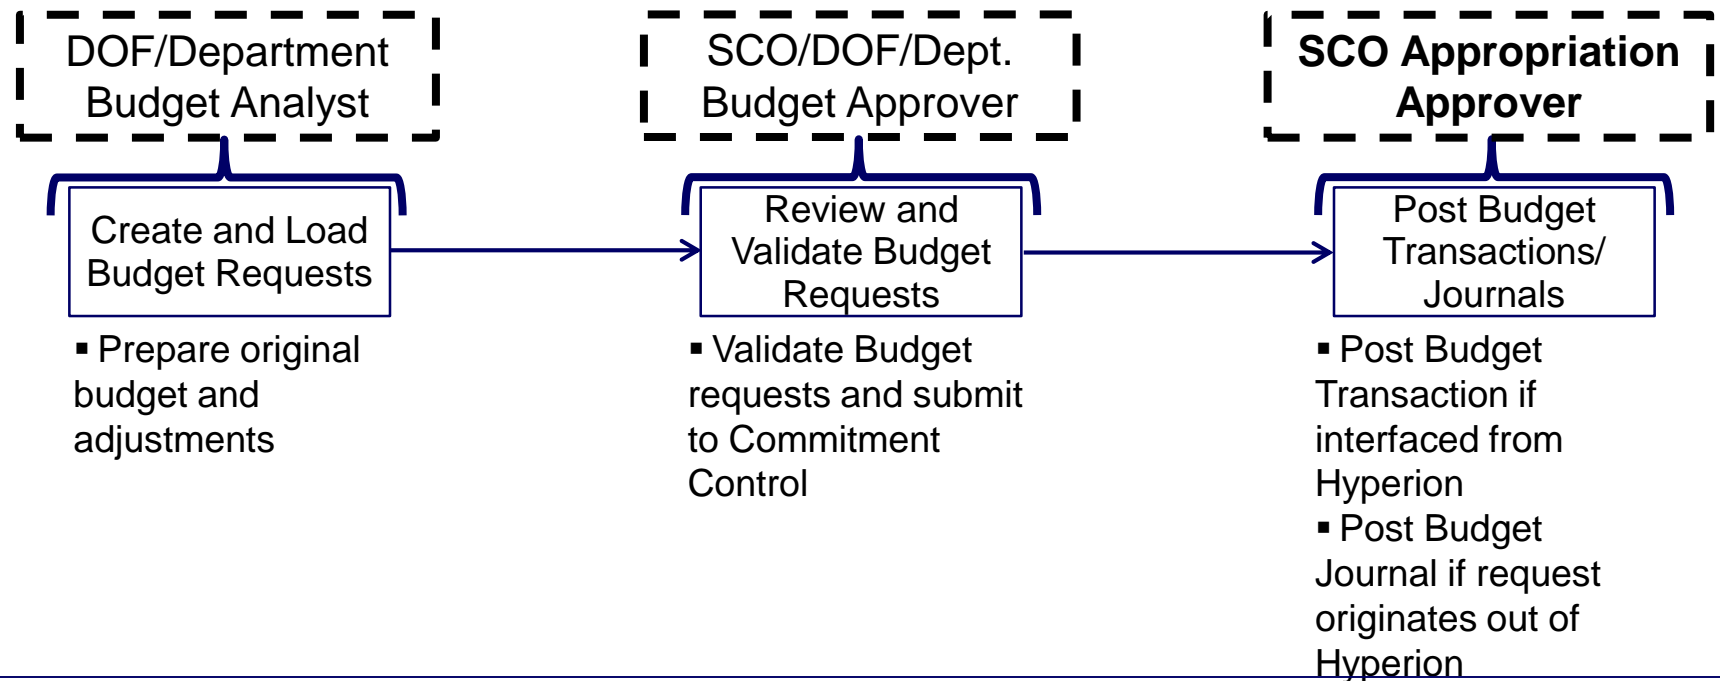 DOF/Department
Budget Analyst
Create and Load
Budget Requests
▪ Prepare original
budget and
adjustments
SCO/DOF/Dept.
Budget Approver
Review and
Validate Budget
Requests
▪ Validate Budget
requests and submit
to Commitment
Control
SCO Appropriation
Approver
Post Budget
Transactions/
Journals
▪ Post Budget
Transaction if
interfaced from
Hyperion
▪ Post Budget
Journal if request
originates out of
Hyperion